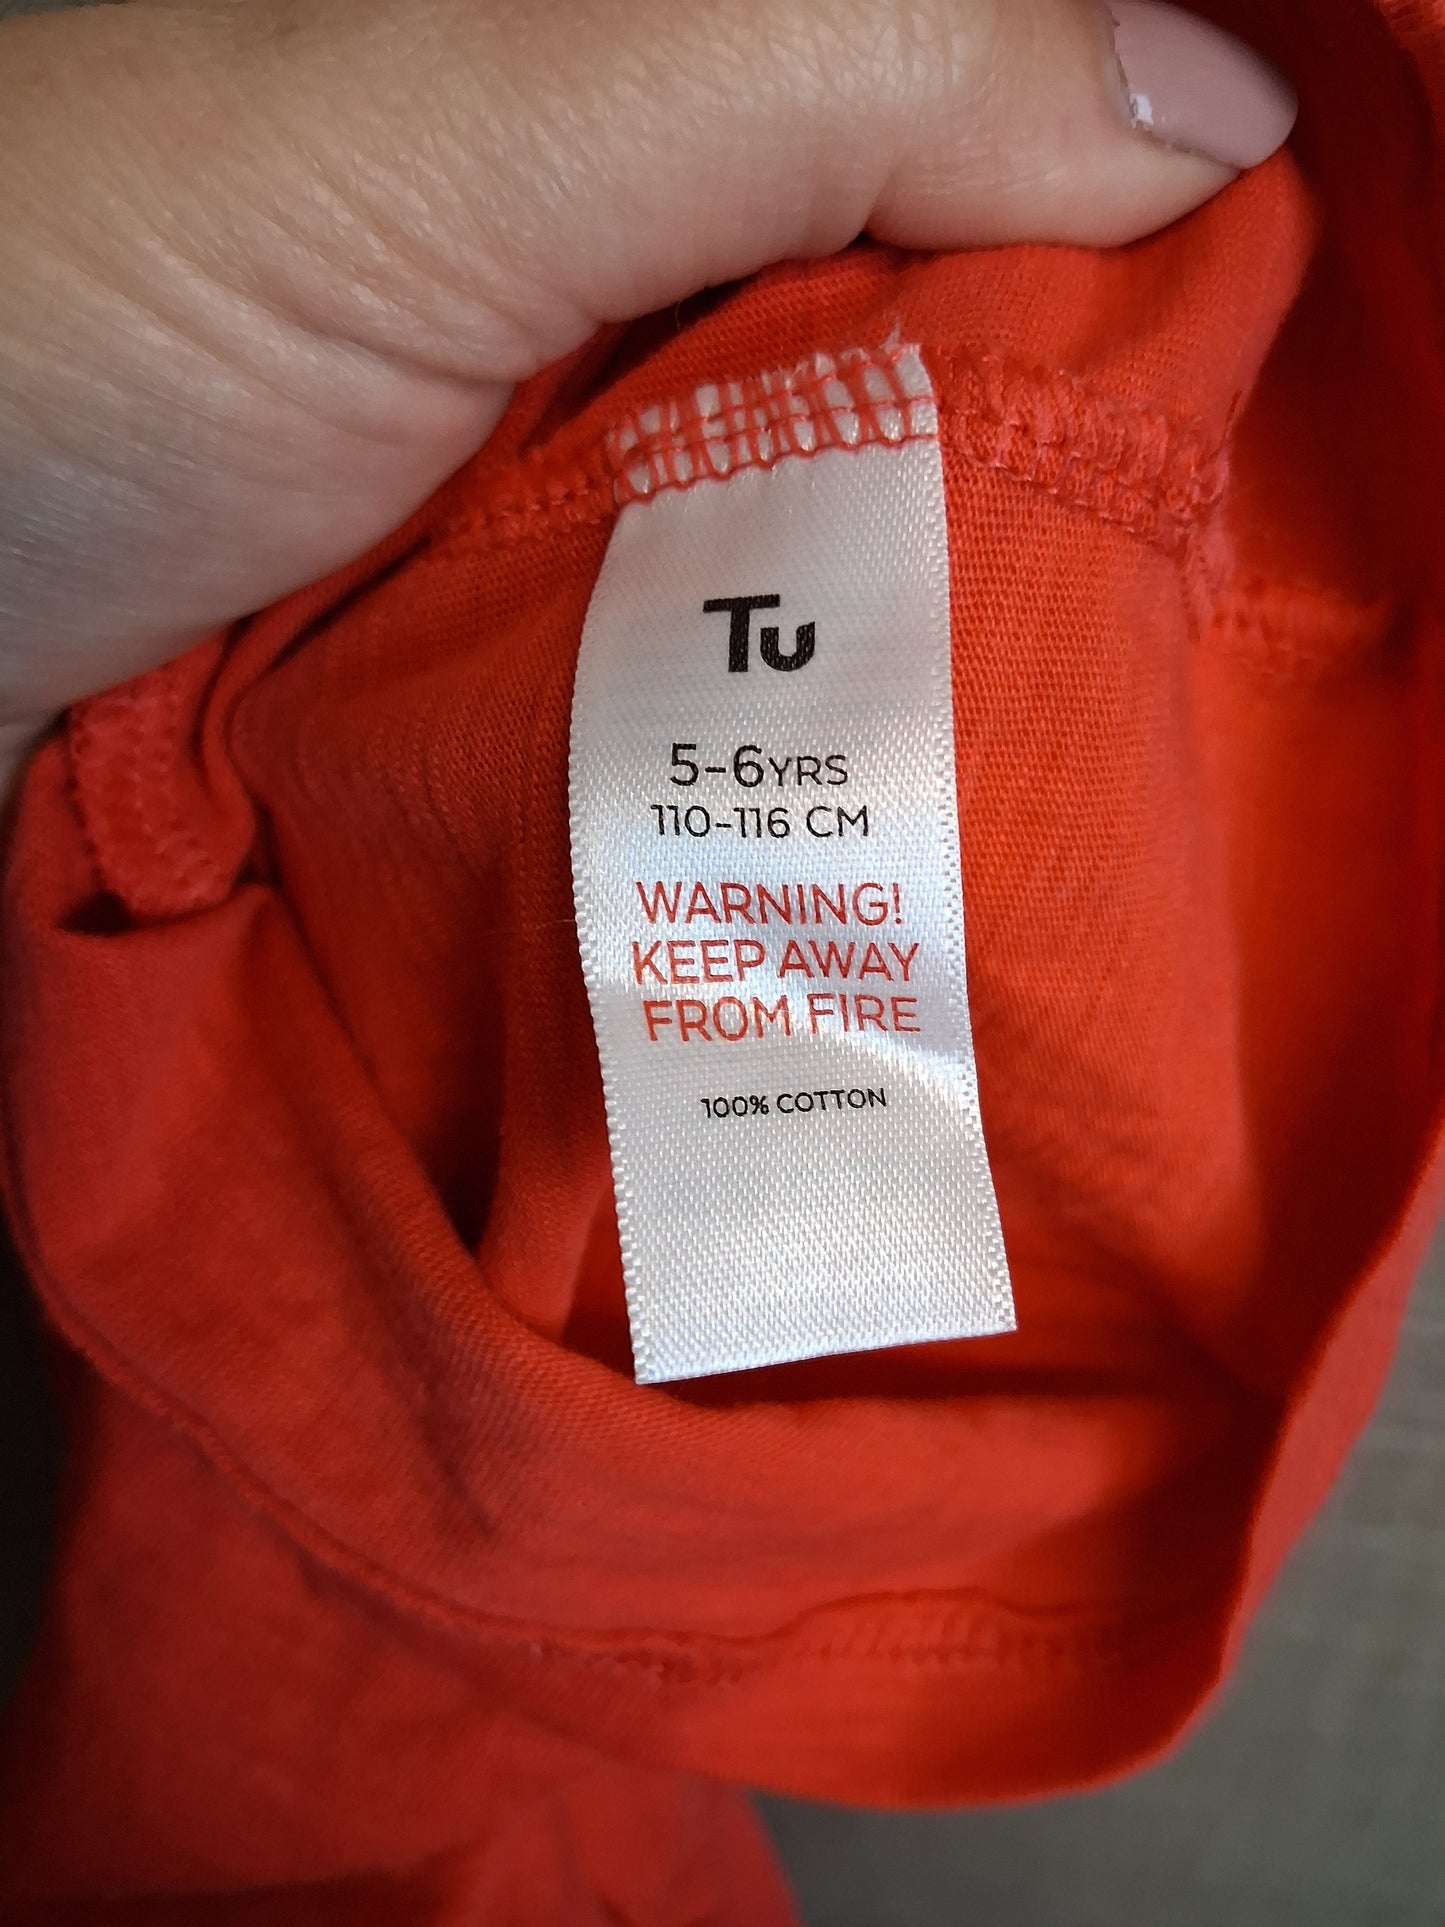 Tu
5-6YRS
110-116 CM
WARNING!
KEEP AWAY
FROM FIRE
100% COTTON